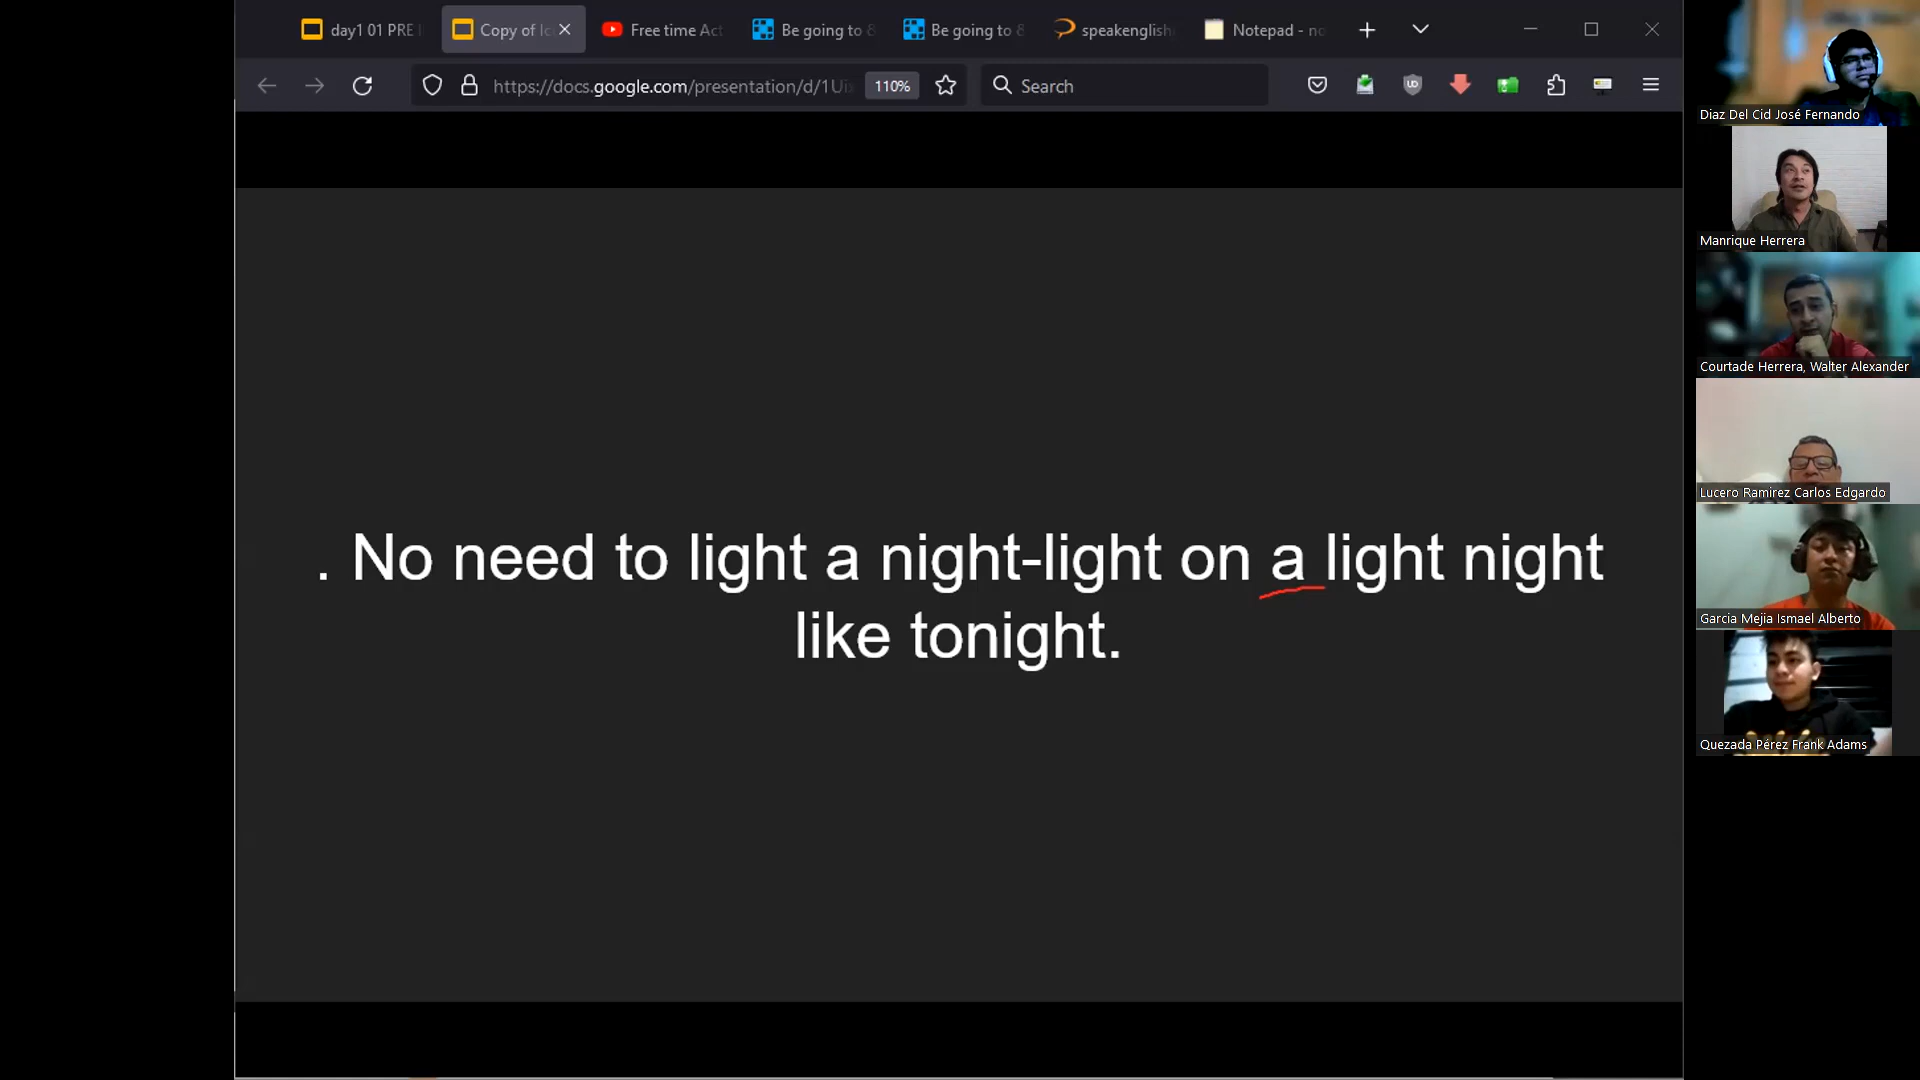 day1 01 PRE
Copy of
Free time Act
Be going to &
Be going to &
speakenglish
Notepad - no
https://docs.google.com/presentation/d/1Ui
110%
Search
. No need to light a night-light on a light night
like tonight.
Diaz Del Cid José Fernando
Manrique Herrera
Courtade Herrera, Walter Alexander
Lucero Ramirez Carlos Edgardo
Garcia Mejia Ismael Alberto
Quezada Pérez Frank Adams